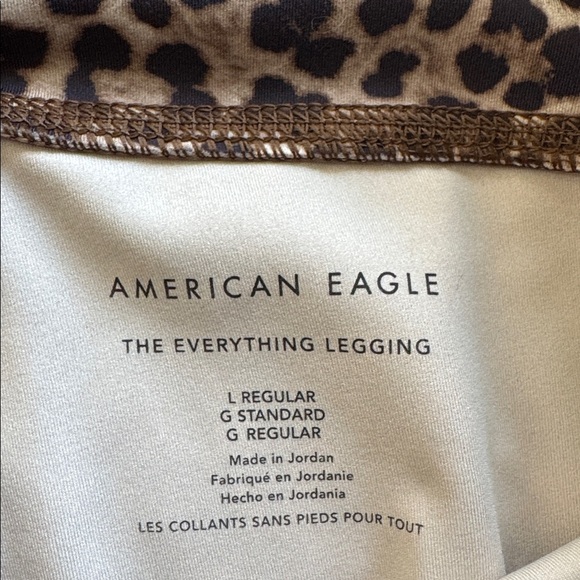 AMERICAN EAGLE
THE EVERYTHING LEGGING
L REGULAR
G STANDARD
G REGULAR
Made in Jordan
Fabriqué en Jordanie
Hecho en Jordania
LES COLLANTS SANS PIEDS POUR TOUT